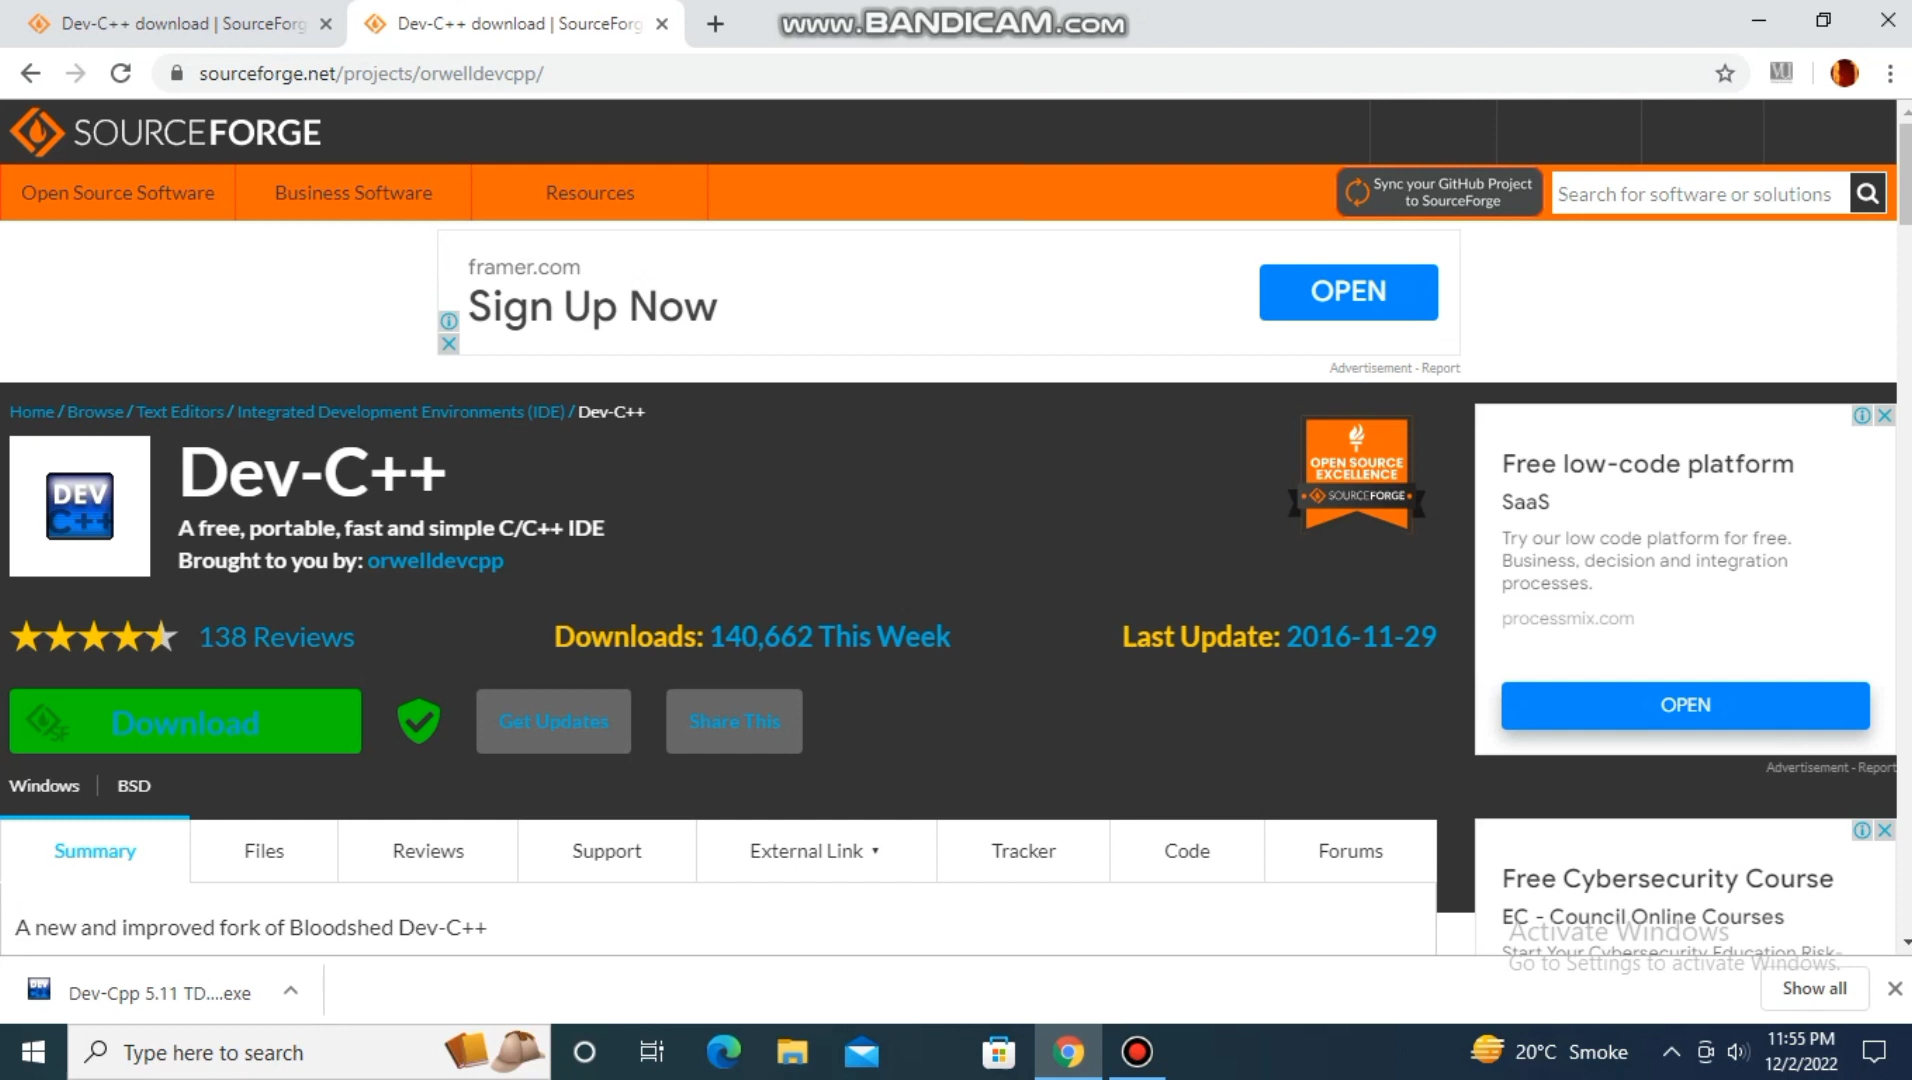 Dev-C++ download | SourceForg
Dev-C++ download | SourceForg
www.BANDICAM.com
sourceforge.net/projects/orwelldevcpp/
VU
SOURCEFORGE
Open Source Software
Business Software
Resources
Sync your GitHub Project
to SourceForge
Search for software or solutions
framer.com
Sign Up Now
OPEN
Advertisement - Report
Home / Browse / Text Editors / Integrated Development Environments (IDE) / Dev-C++
DEV
C++
Dev-C++
A free, portable, fast and simple C/C++ IDE
Brought to you by: orwelldevcpp
OPEN SOURCE
EXCELLENCE
SOURCEFORGE
Free low-code platform
SaaS
Try our low code platform for free.
Business, decision and integration
processes.
processmix.com
OPEN
Advertisement - Report
138 Reviews
Downloads: 140,662 This Week
Last Update: 2016-11-29
SF
Download
Get Updates
Share This
Windows
BSD
Summary
Files
Reviews
Support
External Link
Tracker
Code
Forums
A new and improved fork of Bloodshed Dev-C++
Free Cybersecurity Course
EC - Council Online Courses
Start Your Cybersecurity Education Risk-
Activate Windows
Go to Settings to activate Windows.
DEV
Dev-Cpp 5.11 TD....exe
Show all
Type here to search
20°C Smoke
11:55 PM
12/2/2022